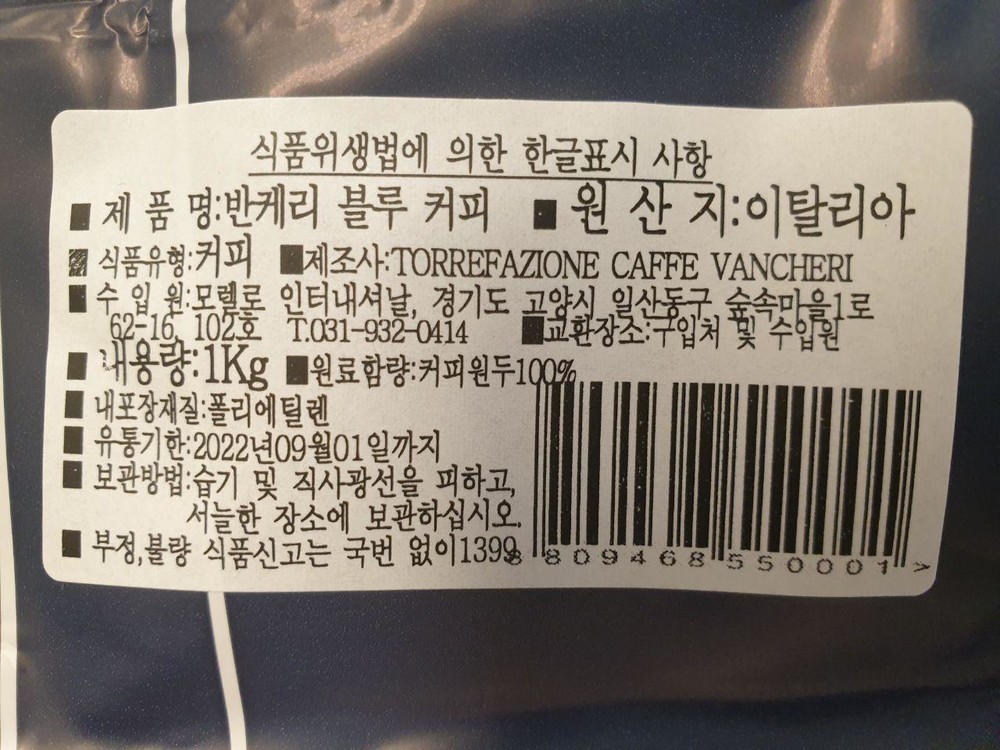 식품위생법에 의한 한글표시 사항
■ 제 품 명:반케리 블루 커피 ■ 원 산 지:이탈리아
■ 식품유형:커피 ■제조사:TORREFAZIONE CAFFE VANCHERI
■ 수 입 원:모렐로 인터내셔날, 경기도 고양시 일산동구 숲속마을1로
62-16, 102호 T.031-932-0414 ■교환장소:구입처 및 수입원
■ 내용량:1Kg ■원료함량:커피원두100%
■ 내포장재질:폴리에틸렌
■ 유통기한:2022년09월01일까지
■ 보관방법:습기 및 직사광선을 피하고,
서늘한 장소에 보관하십시오.
■ 부정,불량 식품신고는 국번 없이1399
8 809468 550001 >